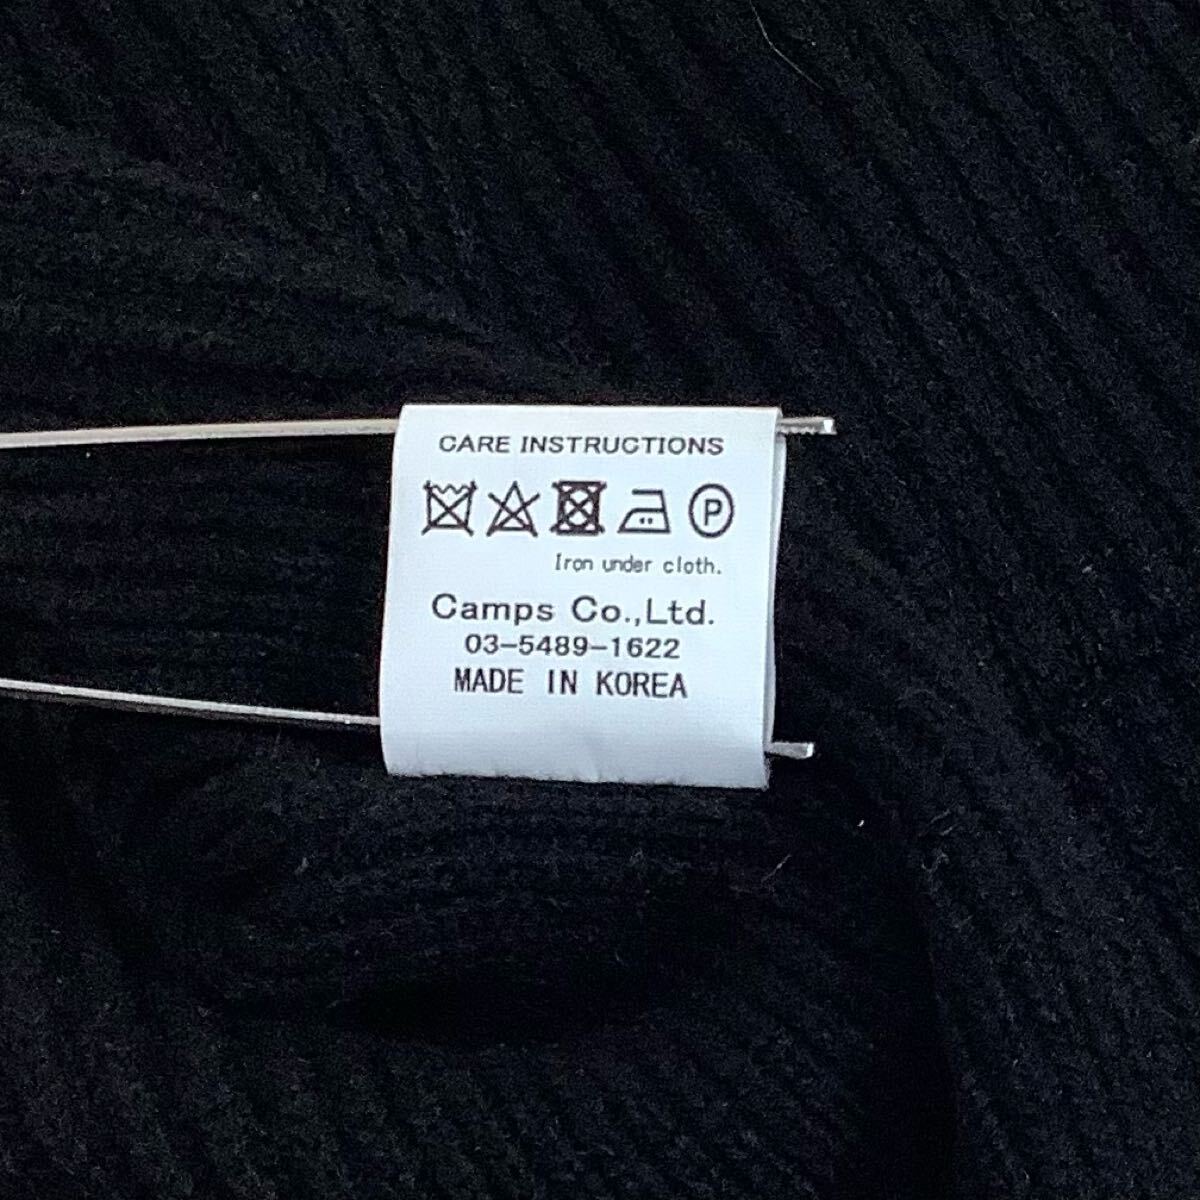 CARE INSTRUCTIONS
P
Iron under cloth.
Camps Co.,Ltd.
03-5489-1622
MADE IN KOREA